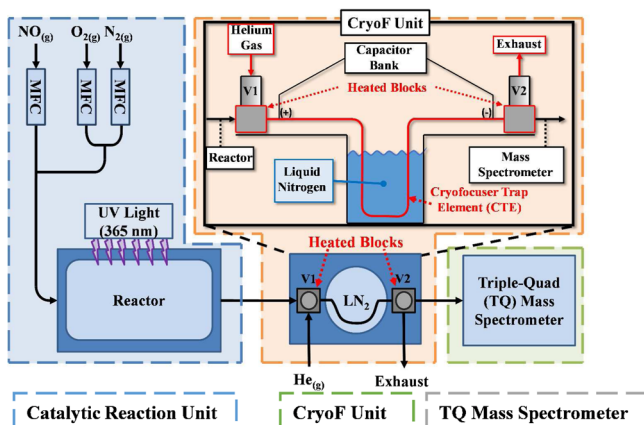 NO(g) O2(g) N2(g)
MFC
MFC
MFC
UV Light
(365 nm)
Reactor
CryoF Unit
Helium
Gas
Capacitor
Bank
Exhaust
V1
V2
Heated Blocks
(+)
(-)
Reactor
Mass
Spectrometer
Liquid
Nitrogen
Cryofocuser Trap
Element (CTE)
Heated Blocks
V1
V2
LN2
He(g)
Exhaust
Triple-Quad
(TQ) Mass
Spectrometer
Catalytic Reaction Unit
CryoF Unit
TQ Mass Spectrometer